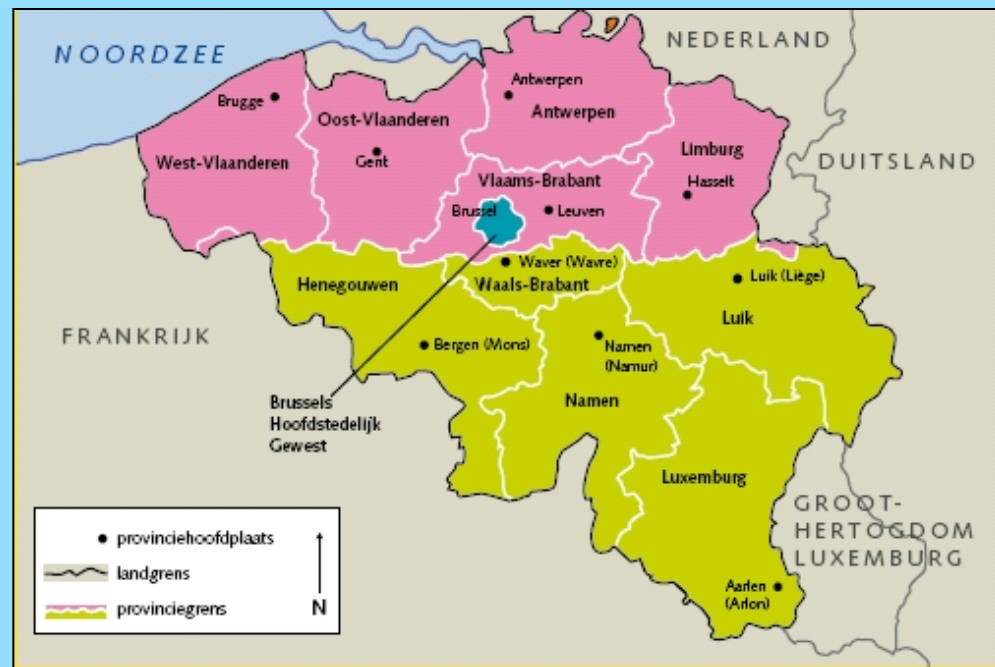 NOORDZEE
NEDERLAND
Antwerpen
Brugge
Antwerpen
Oost-Vlaanderen
West-Vlaanderen
Gent
Limburg
DUITSLAND
Vlaams-Brabant
Hasselt
Brussel
Leuven
Waver (Wavre)
Luik (Liège)
Henegouwen
Waals-Brabant
Luik
FRANKRIJK
Bergen (Mons)
Namen
(Namur)
Namen
Brussels
Hoofdstedelijk
Gewest
Luxemburg
GROOT-
HERTOGDOM
LUXEMBURG
Aarlen
(Arlon)
provinciehoofdplaats
landgrens
provinciegrens
N